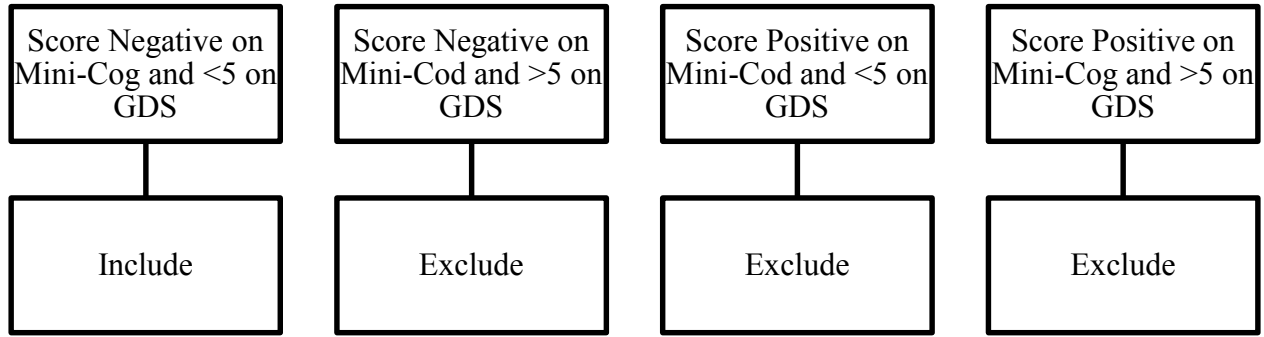 Score Negative on
Mini-Cog and <5 on
GDS
Score Negative on
Mini-Cod and >5 on
GDS
Score Positive on
Mini-Cod and <5 on
GDS
Score Positive on
Mini-Cog and >5 on
GDS
Include
Exclude
Exclude
Exclude